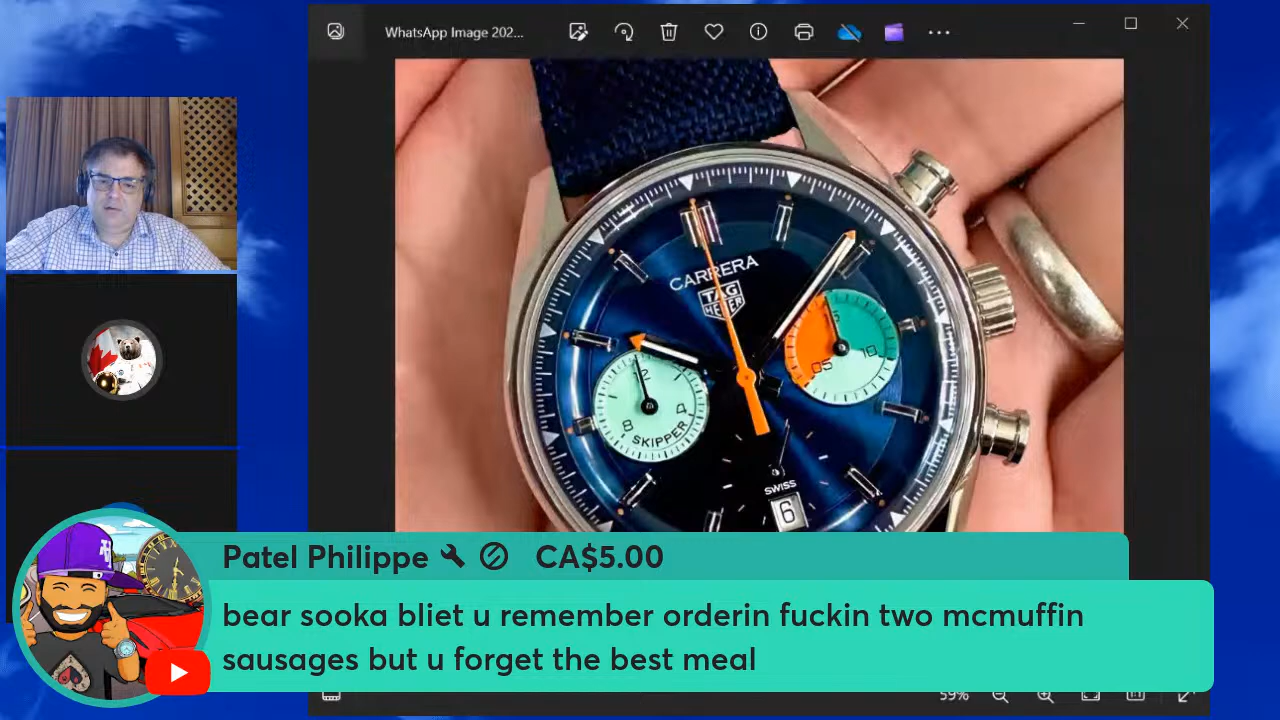 WhatsApp Image 202...
CARRERA
TAG
HEUER
SKIPPER
SWISS
6
Patel Philippe CA$5.00
bear sooka bliet u remember orderin fuckin two mcmuffin
sausages but u forget the best meal
59%